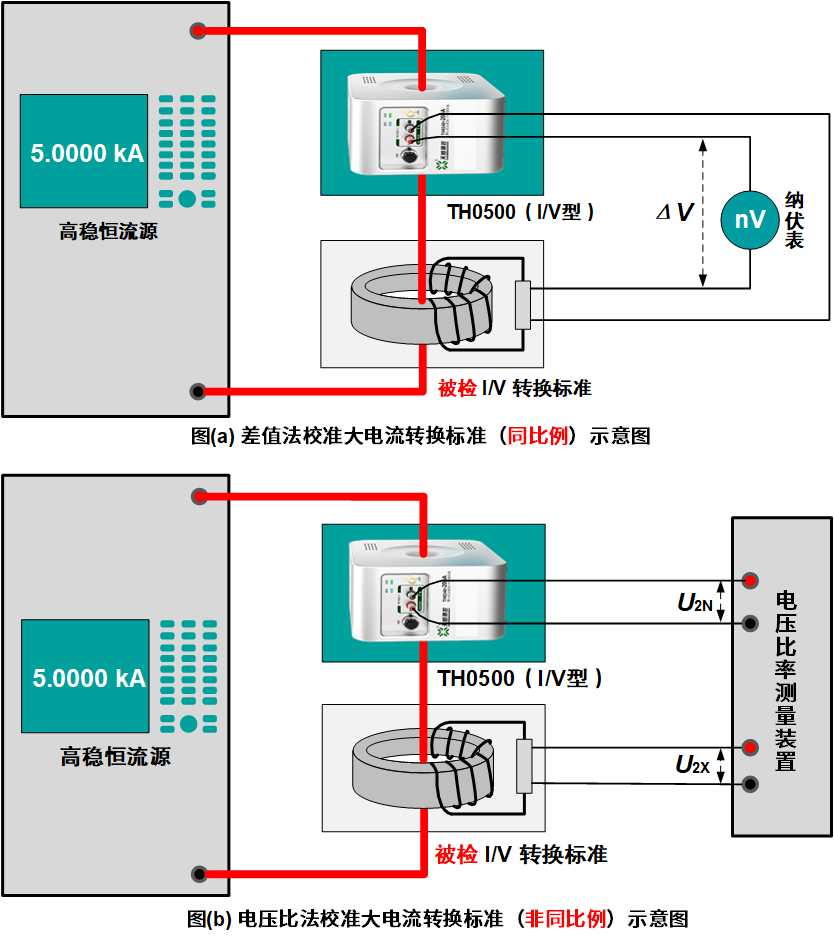 5.0000 kA
高稳恒流源
TH0500（I/V型）
ΔV
nV
纳伏表
被检 I/V 转换标准
图(a) 差值法校准大电流转换标准（同比例）示意图
5.0000 kA
高稳恒流源
TH0500（I/V型）
U2N
电压比率测量装置
U2X
被检 I/V 转换标准
图(b) 电压比法校准大电流转换标准（非同比例）示意图